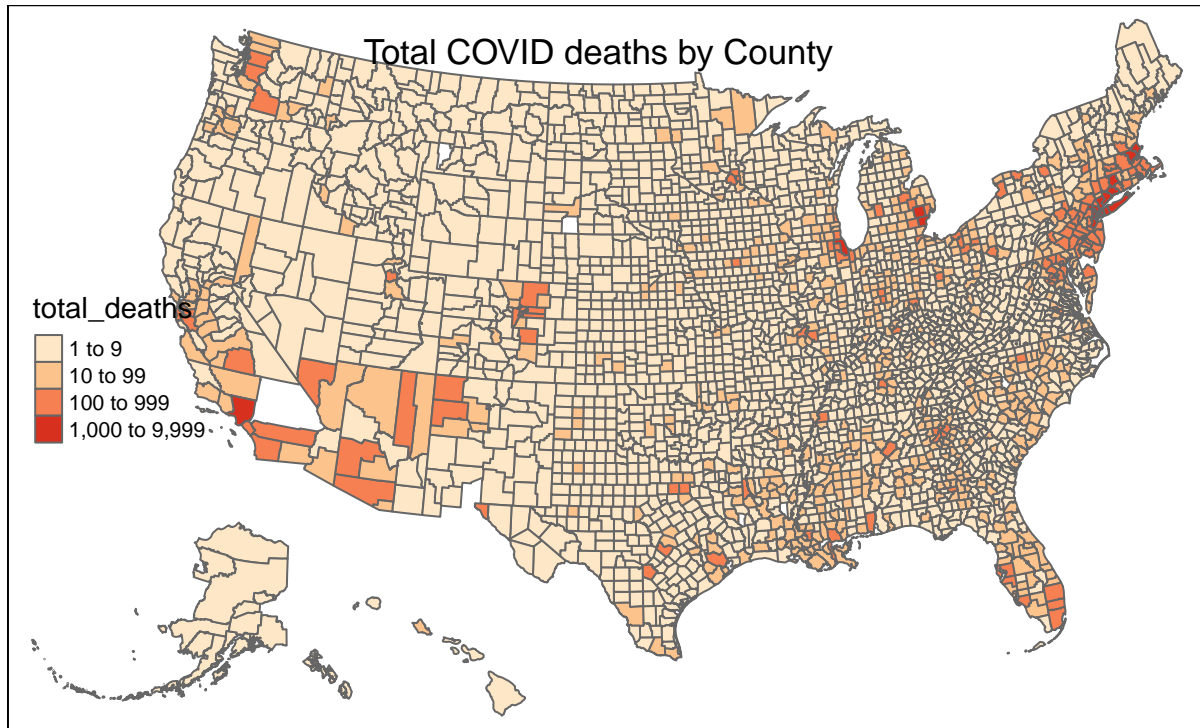 Total COVID deaths by County
total_deaths
1 to 9
10 to 99
100 to 999
1,000 to 9,999